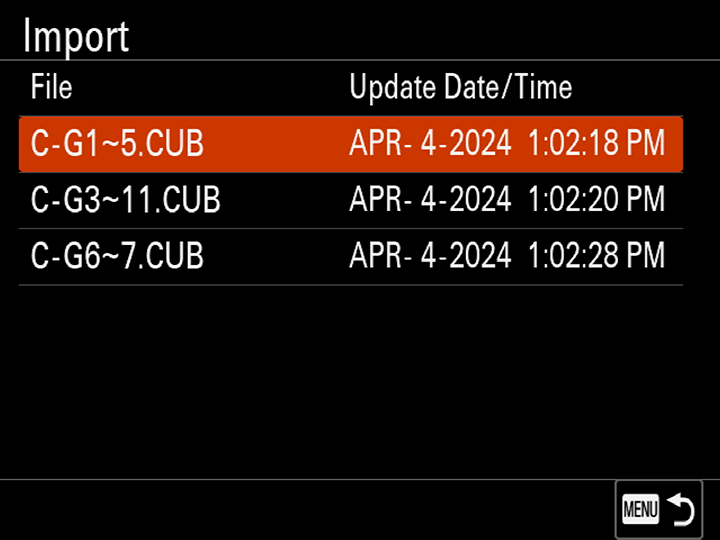 Import
File Update Date/Time
C-G1~5.CUB APR- 4-2024 1:02:18 PM
C-G3~11.CUB APR- 4-2024 1:02:20 PM
C-G6~7.CUB APR- 4-2024 1:02:28 PM
MENU